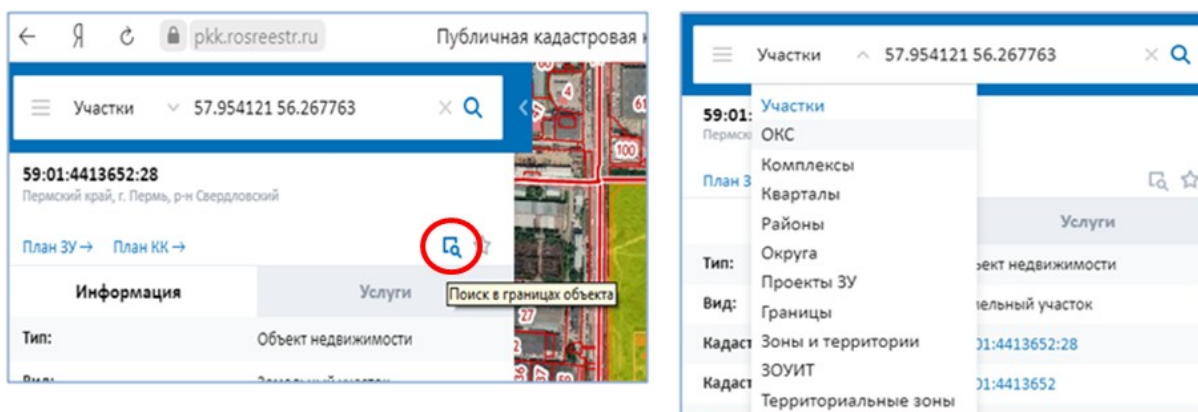 pkk.rosreestr.ru
Публичная кадастровая
Участки 57.954121 56.267763
59:01:4413652:28
Пермский край, г. Пермь, р-н Свердловский
План ЗУ → План КК →
Информация Услуги
Поиск в границах объекта
Тип: Объект недвижимости
4
61
100
27
Участки 57.954121 56.267763
59:01:
Участки
ОКС
Комплексы
План З
Кварталы
Районы
Услуги
Округа
Тип:
ъект недвижимости
Проекты ЗУ
Вид:
Границы
мельный участок
Кадаст
Зоны и территории
01:4413652:28
ЗОУИТ
Кадаст
01:4413652
Территориальные зоны